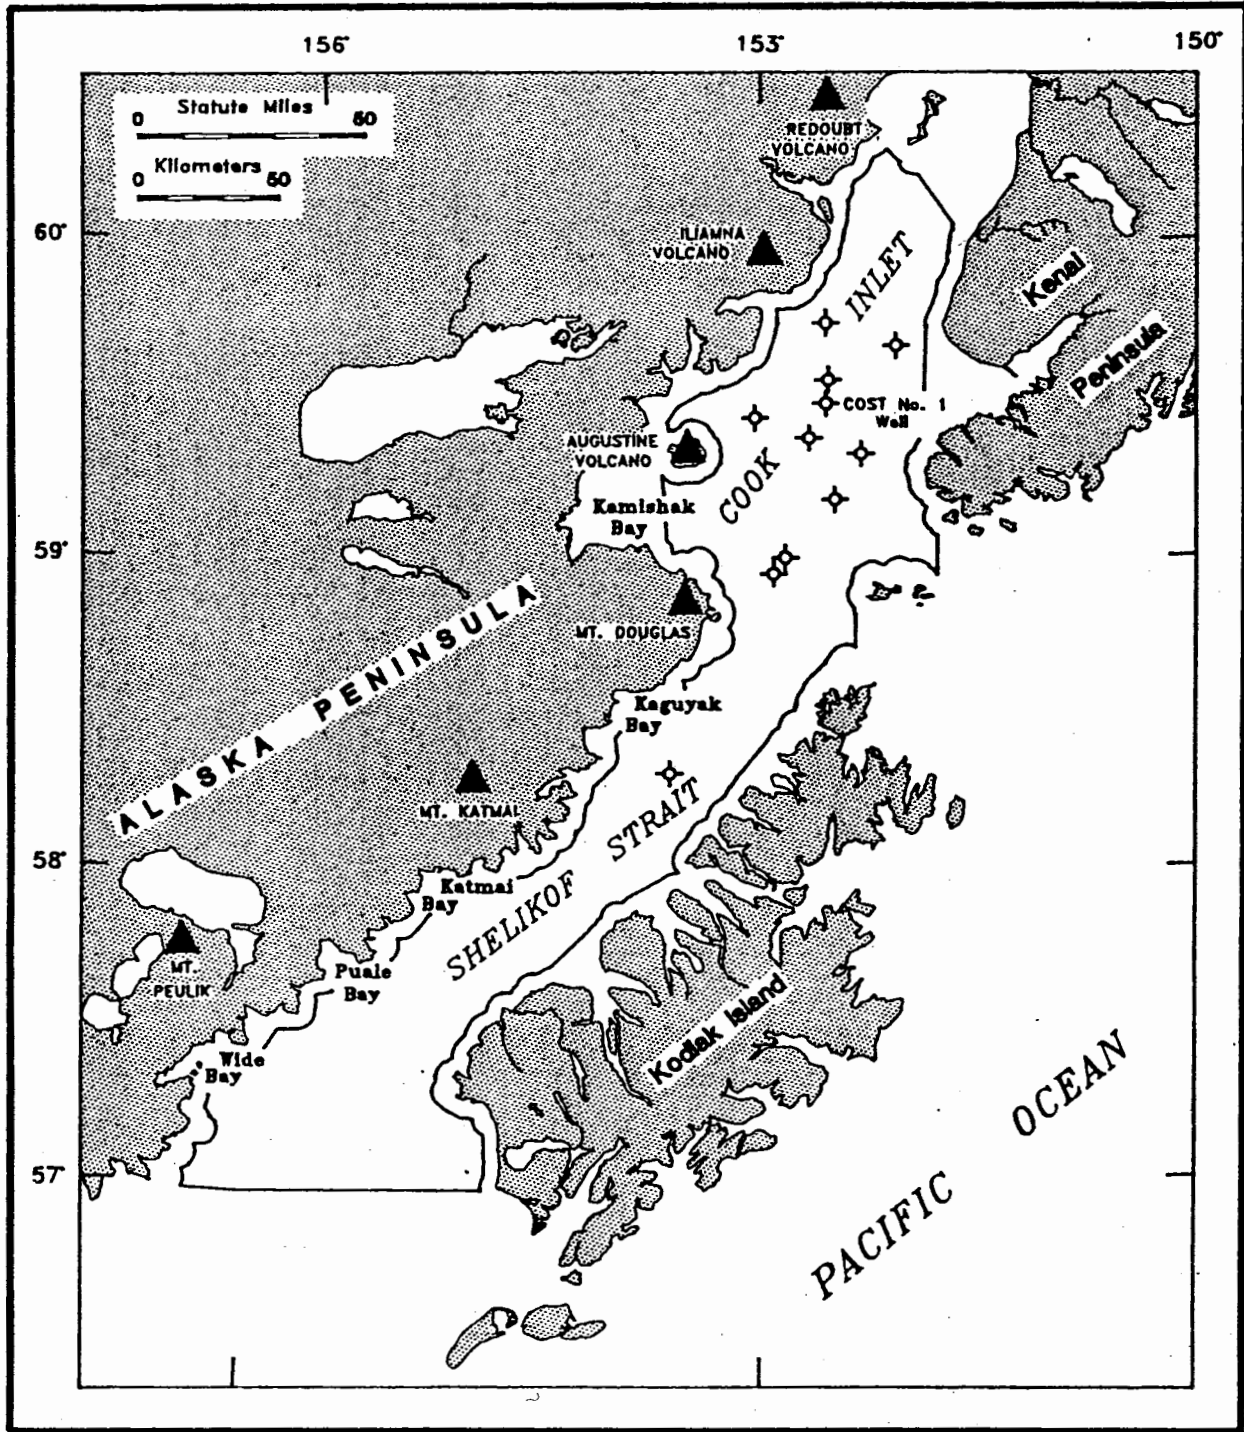 156°
153°
150°
Statute Miles
0
50
Kilometers
0
50
REDOUBT
VOLCANO
60°
ILIAMNA
VOLCANO
INLET
Kenai
Peninsula
COST No. 1
Well
AUGUSTINE
VOLCANO
COOK
Kamishak
Bay
59°
ALASKA PENINSULA
MT. DOUGLAS
Kaguyak
Bay
MT. KATMAI
STRAIT
58°
Katmai
Bay
SHELIKOF
MT.
PEULIK
Puale
Bay
Kodiak Island
Wide
Bay
OCEAN
57°
PACIFIC